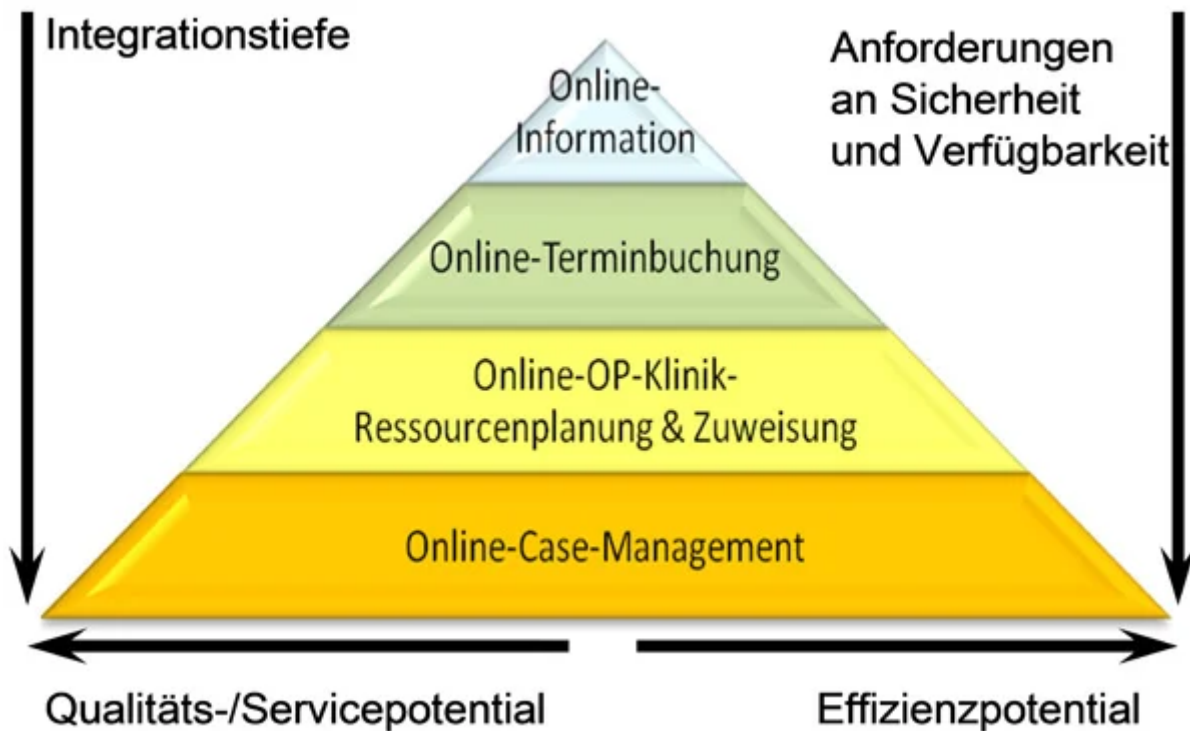 Integrationstiefe
Anforderungen
an Sicherheit
und Verfügbarkeit
Online-
Information
Online-Terminbuchung
Online-OP-Klinik-
Ressourcenplanung & Zuweisung
Online-Case-Management
Qualitäts-/Servicepotential
Effizienzpotential